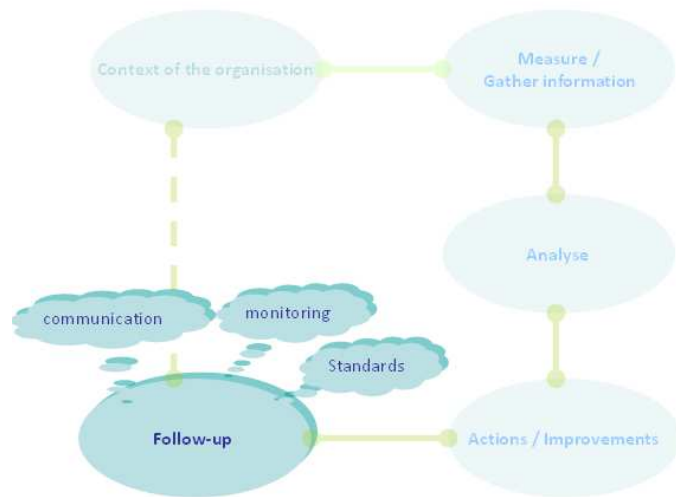 Context of the organisation
Measure /
Gather information
Analyse
communication
monitoring
Standards
Follow-up
Actions / Improvements